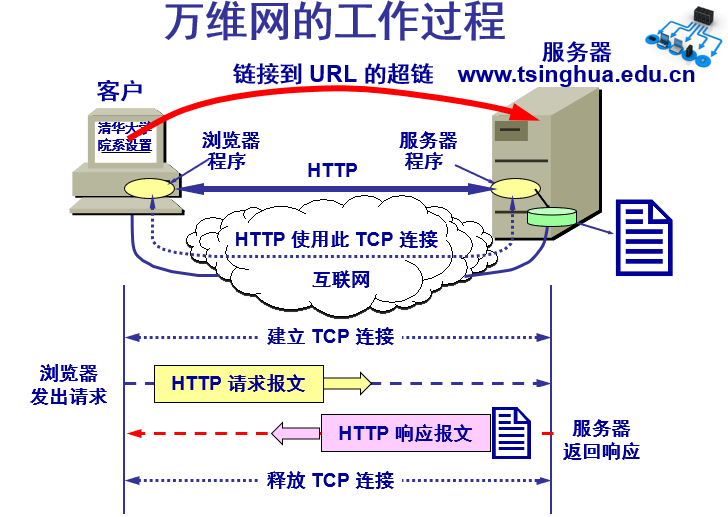 万维网的工作过程
服务器
www.tsinghua.edu.cn
链接到 URL 的超链
客户
清华大学
院系设置
浏览器
程序
服务器
程序
HTTP
HTTP 使用此 TCP 连接
互联网
建立 TCP 连接
浏览器
发出请求
HTTP 请求报文
HTTP 响应报文
服务器
返回响应
释放 TCP 连接